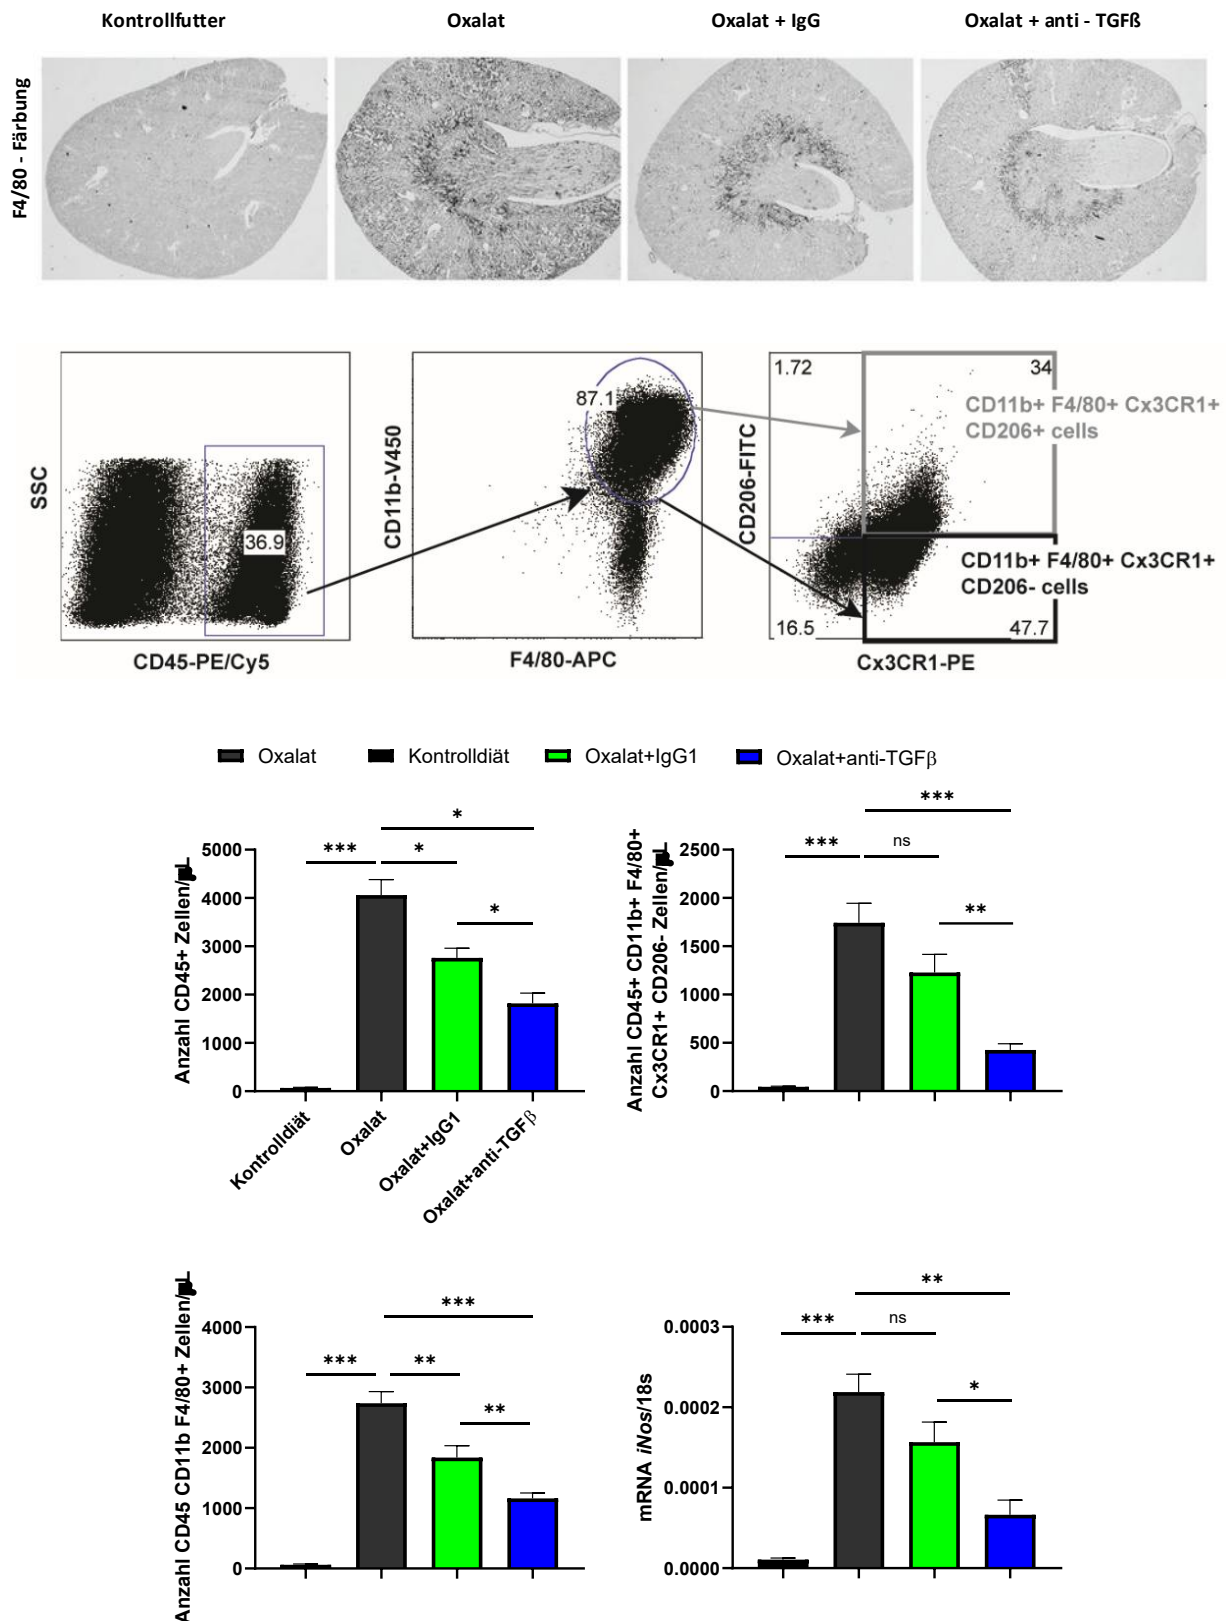 Kontrollfutter
Oxalat
Oxalat + IgG
Oxalat + anti - TGFß
F4/80 - Färbung
SSC
36.9
CD45-PE/Cy5
CD11b-V450
87.1
F4/80-APC
CD206-FITC
1.72
34
CD11b+ F4/80+ Cx3CR1+
CD206+ cells
CD11b+ F4/80+ Cx3CR1+
CD206- cells
16.5
47.7
Cx3CR1-PE
Oxalat
Kontrolldiät
Oxalat+IgG1
Oxalat+anti-TGFβ
Anzahl CD45+ Zellen/µL
5000
4000
3000
2000
1000
0
***
*
*
*
Kontrolldiät
Oxalat
Oxalat+IgG1
Oxalat+anti-TGFβ
Anzahl CD45+ CD11b+ F4/80+
Cx3CR1+ CD206- Zellen/µL
2500
2000
1500
1000
500
0
***
***
ns
**
Anzahl CD45 CD11b F4/80+ Zellen/µL
4000
3000
2000
1000
0
***
***
**
**
mRNA iNos/18s
0.0003
0.0002
0.0001
0.0000
**
***
ns
*